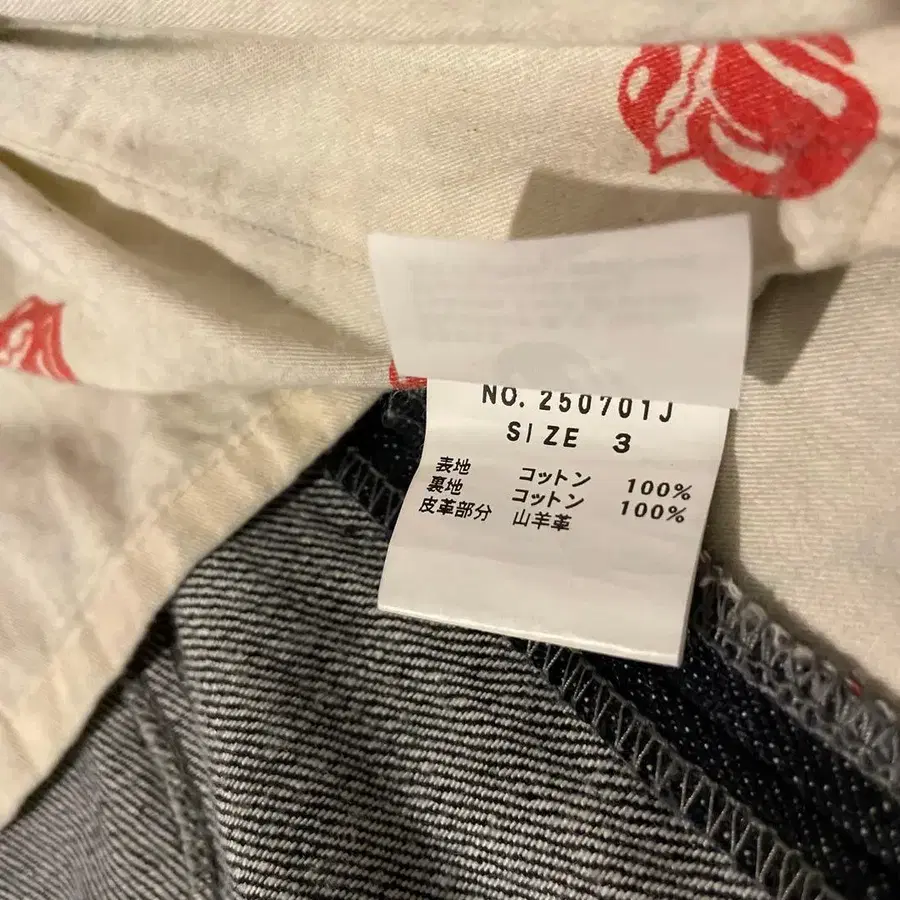 NO. 250701J
SIZE 3
表地 コットン 100%
裏地 コットン 100%
皮革部分 山羊革